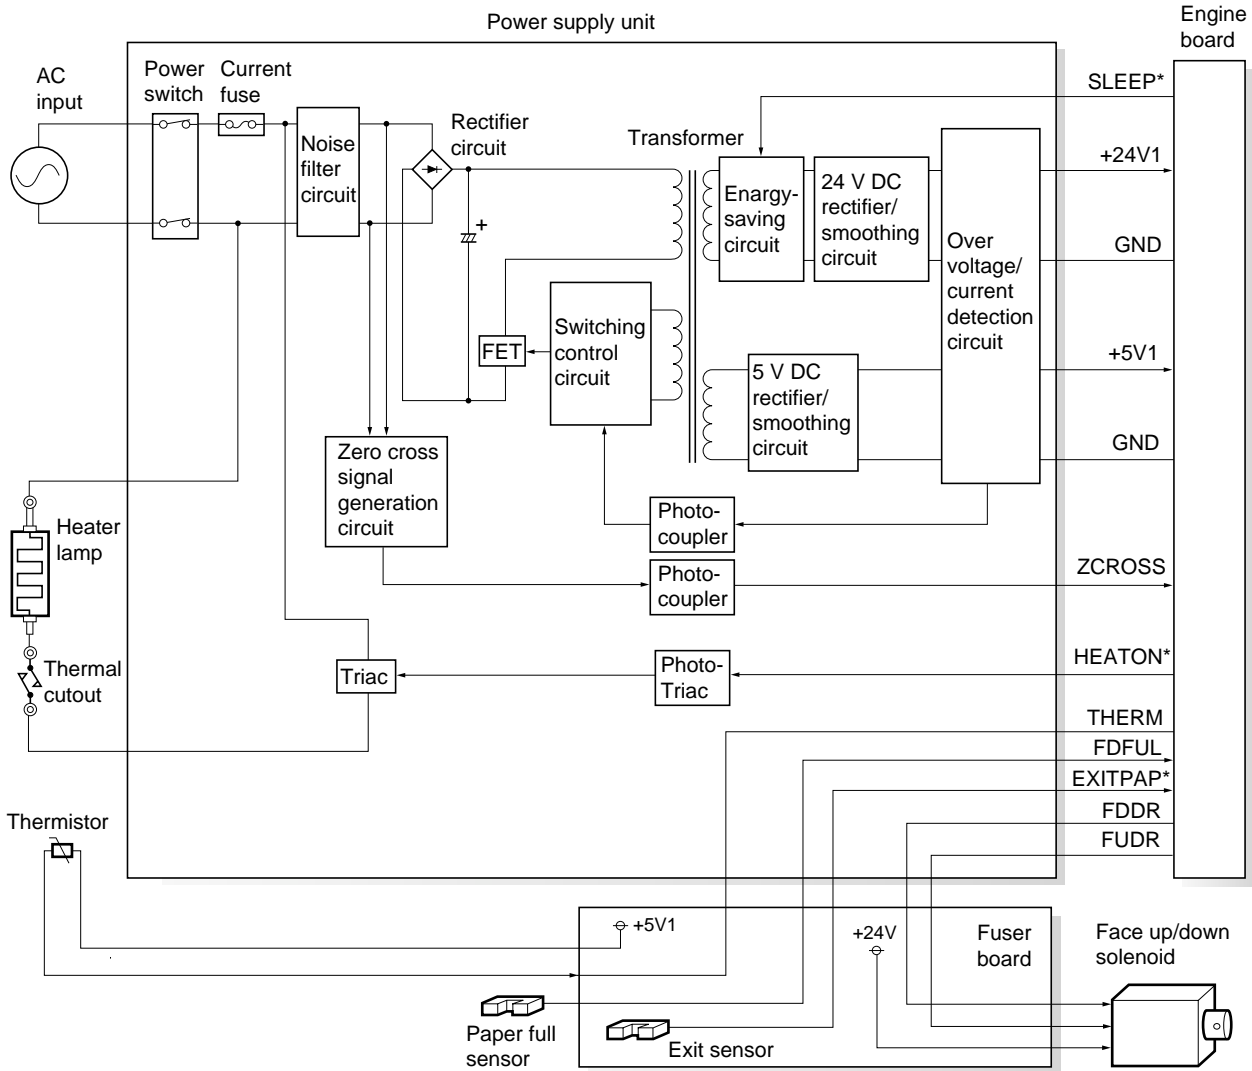 Power supply unit
Engine
board
AC
input
Power
switch
Current
fuse
Noise
filter
circuit
Rectifier
circuit
+
Transformer
Enargy-
saving
circuit
24 V DC
rectifier/
smoothing
circuit
Over
voltage/
current
detection
circuit
SLEEP*
+24V1
GND
+5V1
GND
FET
Switching
control
circuit
5 V DC
rectifier/
smoothing
circuit
Zero cross
signal
generation
circuit
Photo-
coupler
Photo-
coupler
ZCROSS
Heater
lamp
Thermal
cutout
Triac
Photo-
Triac
HEATON*
THERM
FDFUL
EXITPAP*
FDDR
FUDR
Thermistor
+5V1
+24V
Fuser
board
Face up/down
solenoid
Paper full
sensor
Exit sensor